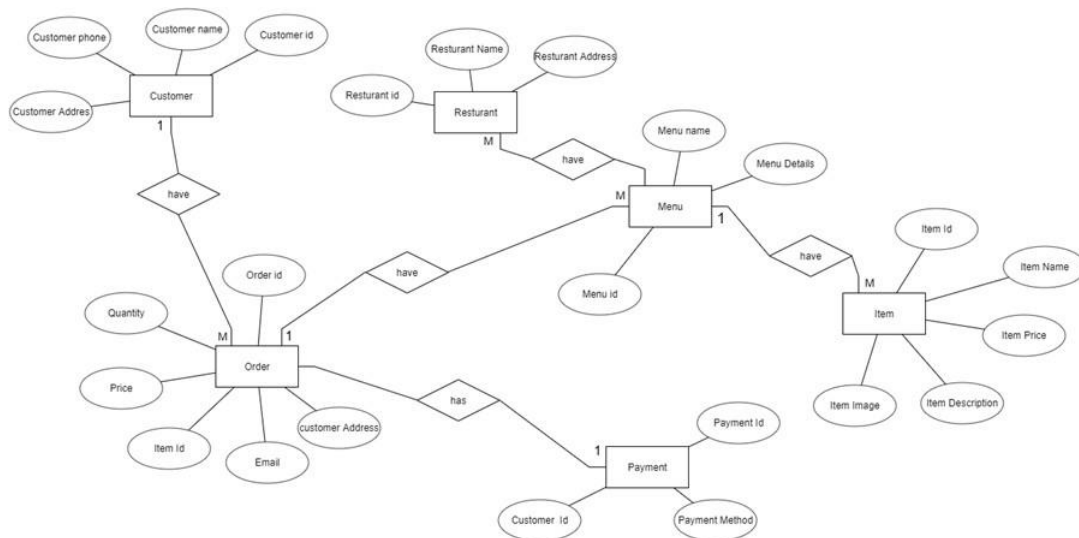 Customer phone
Customer name
Customer id
Customer Addres
Customer
1
have
Resturant Name
Resturant Address
Resturant id
Resturant
M
have
Menu name
Menu Details
M
Menu
1
Menu id
have
Item Id
Item Name
M
Item
Item Price
Item Image
Item Description
have
Order id
Quantity
M
1
Order
Price
Item Id
Email
customer Address
has
1
Payment Id
Payment
Customer Id
Payment Method